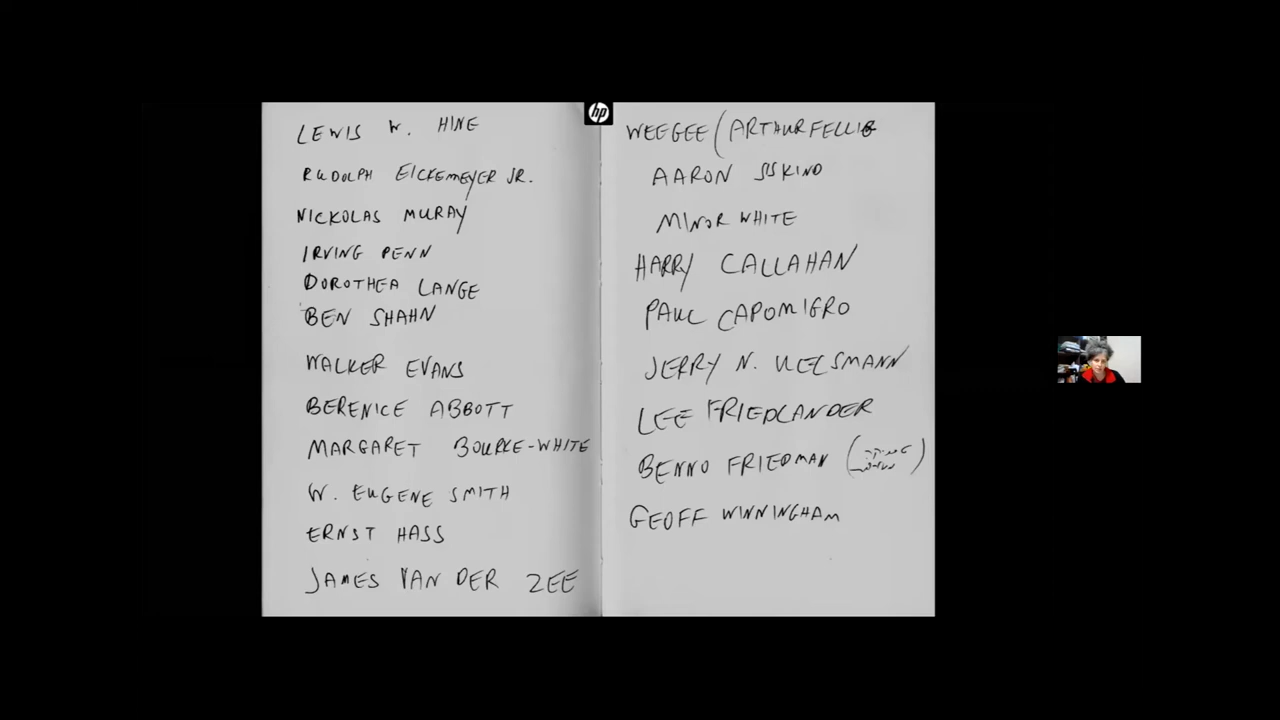 LEWIS W. HINE
RUDOLPH EICKEMEYER JR.
NICKOLAS MURAY
IRVING PENN
DOROTHEA LANGE
BEN SHAHN
WALKER EVANS
BERENICE ABBOTT
MARGARET BOURKE-WHITE
W. EUGENE SMITH
ERNST HASS
JAMES VAN DER ZEE
hp
WEEGEE (ARTHUR FELLIG
AARON SISKIND
MINOR WHITE
HARRY CALLAHAN
PAUL CAPONIGRO
JERRY N. UELSMANN
LEE FRIEDLANDER
BENNO FRIEDMAN
GEOFF WINNINGHAM